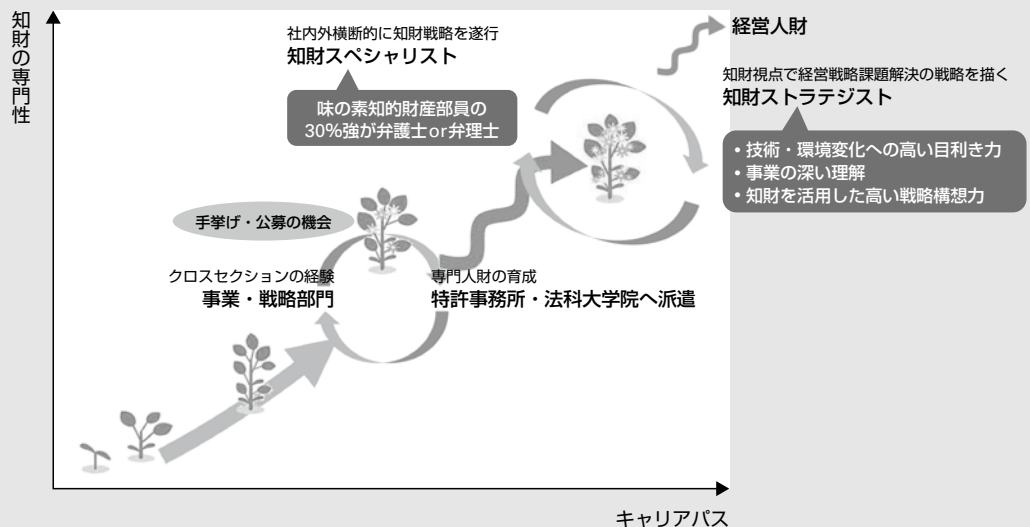 知財の専門性
社内外横断的に知財戦略を遂行
知財スペシャリスト
味の素知的財産部員の
30%強が弁護士or弁理士
経営人財
知財視点で経営戦略課題解決の戦略を描く
知財ストラテジスト
• 技術・環境変化への高い目利き力
• 事業の深い理解
• 知財を活用した高い戦略構想力
手挙げ・公募の機会
クロスセクションの経験
事業・戦略部門
専門人財の育成
特許事務所・法科大学院へ派遣
キャリアパス